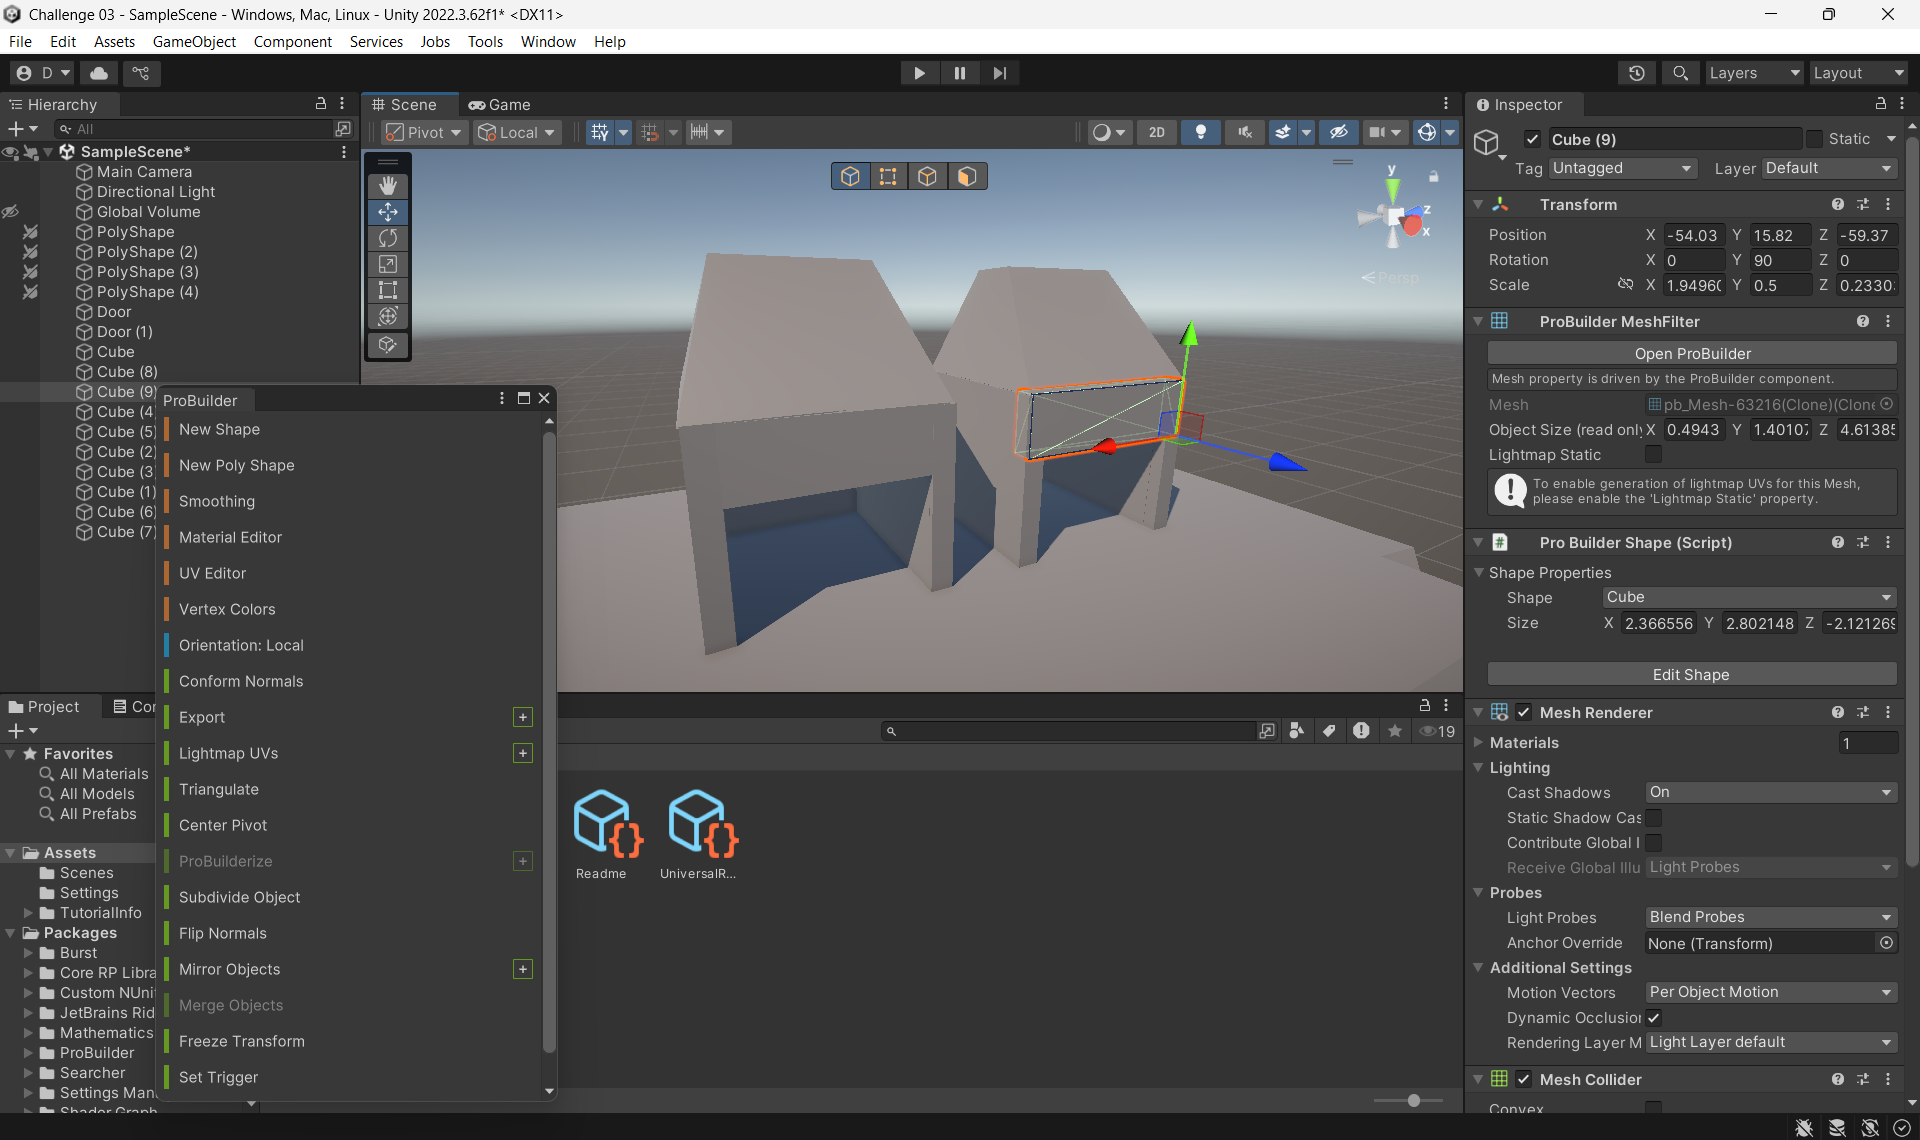 Challenge 03 - SampleScene - Windows, Mac, Linux - Unity 2022.3.62f1* <DX11>
File Edit Assets GameObject Component Services Jobs Tools Window Help
D
Layers
Layout
Hierarchy
All
SampleScene*
Main Camera
Directional Light
Global Volume
PolyShape
PolyShape (2)
PolyShape (3)
PolyShape (4)
Door
Door (1)
Cube
Cube (8)
Cube (9)
Cube (4
Cube (5)
Cube (2)
Cube (3)
Cube (1)
Cube (6)
Cube (7)
Scene
Game
Pivot
Local
2D
y
z
x
Persp
ProBuilder
New Shape
New Poly Shape
Smoothing
Material Editor
UV Editor
Vertex Colors
Orientation: Local
Conform Normals
Export +
Lightmap UVs +
Triangulate
Center Pivot
ProBuilderize +
Subdivide Object
Flip Normals
Mirror Objects +
Merge Objects
Freeze Transform
Set Trigger
Project
Con
Favorites
All Materials
All Models
All Prefabs
Assets
Scenes
Settings
TutorialInfo
Packages
Burst
Core RP Libra
Custom NUni
JetBrains Rid
Mathematics
ProBuilder
Searcher
Settings Man
Shader Graph
19
Readme
UniversalR...
Inspector
Cube (9)
Static
Tag Untagged
Layer Default
Transform
Position X -54.03 Y 15.82 Z -59.37
Rotation X 0 Y 90 Z 0
Scale X 1.9496( Y 0.5 Z 0.2330
ProBuilder MeshFilter
Open ProBuilder
Mesh property is driven by the ProBuilder component.
Mesh pb_Mesh-63216(Clone)(Clone
Object Size (read only X 0.4943 Y 1.40107 Z 4.61385
Lightmap Static
To enable generation of lightmap UVs for this Mesh,
please enable the 'Lightmap Static' property.
Pro Builder Shape (Script)
Shape Properties
Shape Cube
Size X 2.366556 Y 2.802148 Z -2.121269
Edit Shape
Mesh Renderer
Materials 1
Lighting
Cast Shadows On
Static Shadow Cas
Contribute Global I
Receive Global Illu Light Probes
Probes
Light Probes Blend Probes
Anchor Override None (Transform)
Additional Settings
Motion Vectors Per Object Motion
Dynamic Occlusion
Rendering Layer M Light Layer default
Mesh Collider
Convex